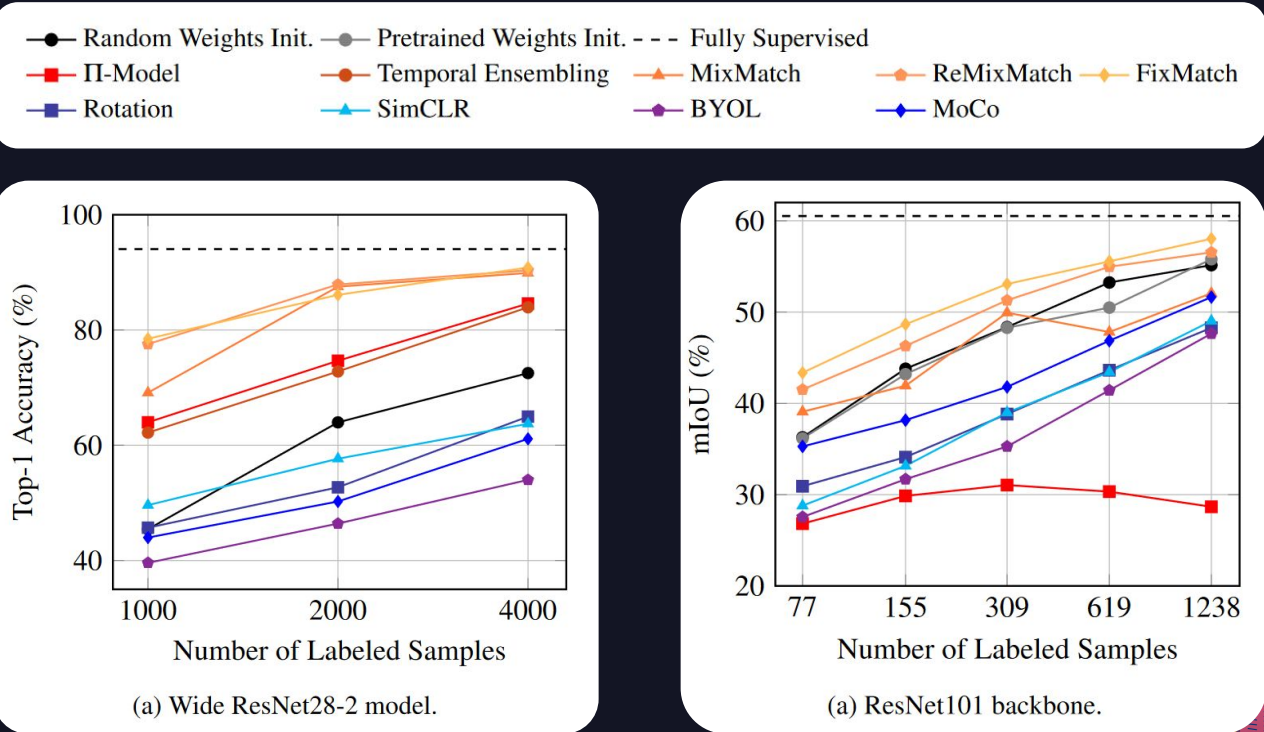 Random Weights Init. Pretrained Weights Init. Fully Supervised
Π-Model Temporal Ensembling MixMatch ReMixMatch FixMatch
Rotation SimCLR BYOL MoCo
100
80
60
40
Top-1 Accuracy (%)
1000 2000 4000
Number of Labeled Samples
(a) Wide ResNet28-2 model.
60
50
40
30
20
mIoU (%)
77 155 309 619 1238
Number of Labeled Samples
(a) ResNet101 backbone.